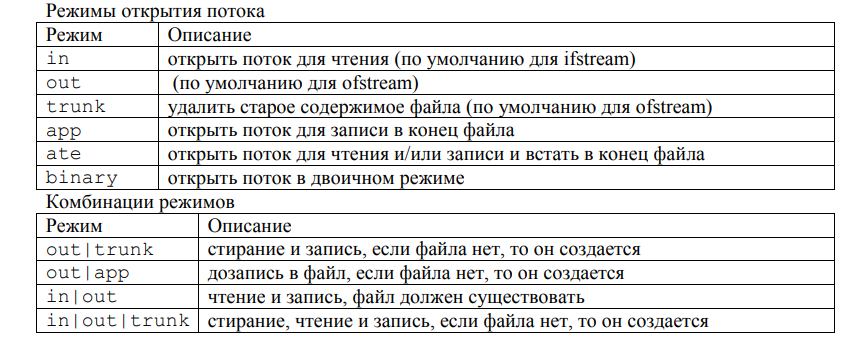 Режимы открытия потока
Режим Описание
in открыть поток для чтения (по умолчанию для ifstream)
out (по умолчанию для ofstream)
trunk удалить старое содержимое файла (по умолчанию для ofstream)
app открыть поток для записи в конец файла
ate открыть поток для чтения и/или записи и встать в конец файла
binary открыть поток в двоичном режиме
Комбинации режимов
Режим Описание
out|trunk стирание и запись, если файла нет, то он создается
out|app дозапись в файл, если файла нет, то он создается
in|out чтение и запись, файл должен существовать
in|out|trunk стирание, чтение и запись, если файла нет, то он создается